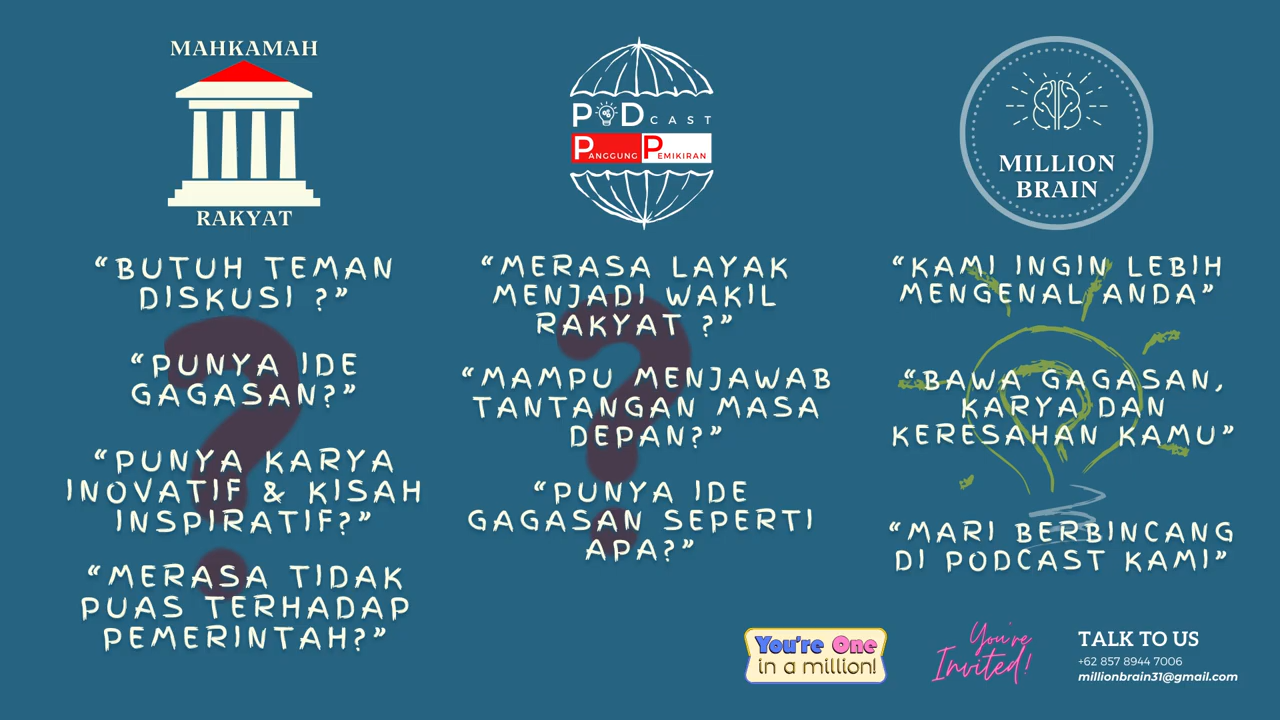 MAHKAMAH
RAKYAT
“BUTUH TEMAN
DISKUSI ?”
“PUNYA IDE
GAGASAN?”
“PUNYA KARYA
INOVATIF & KISAH
INSPIRATIF?”
“MERASA TIDAK
PUAS TERHADAP
PEMERINTAH?”
PODCAST
PANGGUNG PEMIKIRAN
“MERASA LAYAK
MENJADI WAKIL
RAKYAT ?”
“MAMPU MENJAWAB
TANTANGAN MASA
DEPAN?”
“PUNYA IDE
GAGASAN SEPERTI
APA?”
MILLION
BRAIN
“KAMI INGIN LEBIH
MENGENAL ANDA”
“BAWA GAGASAN,
KARYA DAN
KERESAHAN KAMU”
“MARI BERBINCANG
DI PODCAST KAMI”
You're One
in a million!
You're
Invited!
TALK TO US
+62 857 8944 7006
millionbrain31@gmail.com